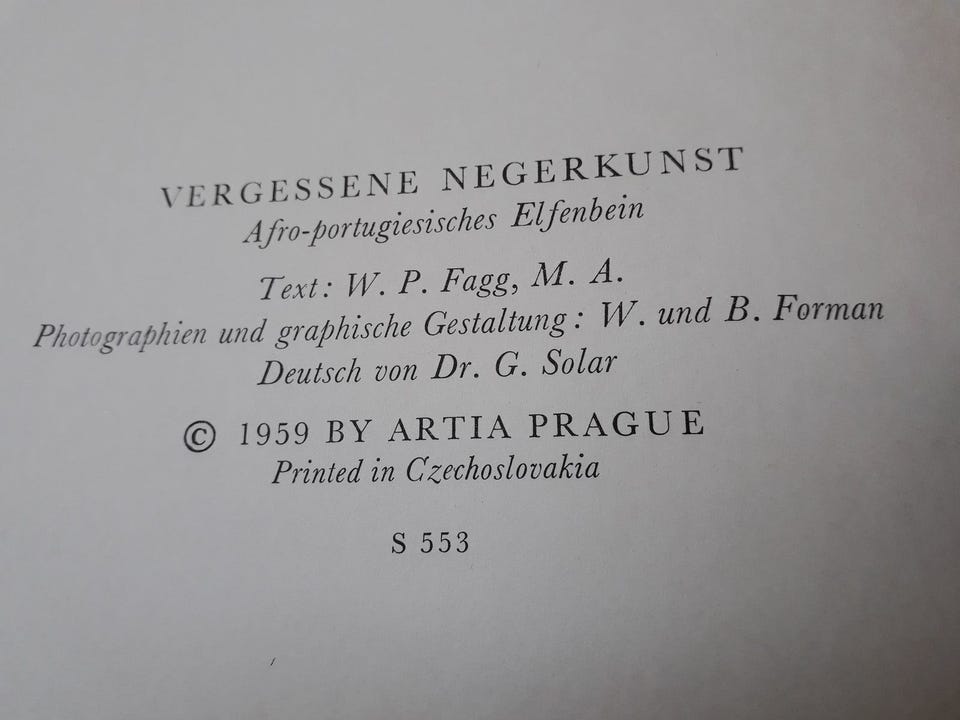 VERGESSENE NEGERKUNST
Afro-portugiesisches Elfenbein
Text: W. P. Fagg, M. A.
Photographien und graphische Gestaltung: W. und B. Forman
Deutsch von Dr. G. Solar
© 1959 BY ARTIA PRAGUE
Printed in Czechoslovakia
S 553